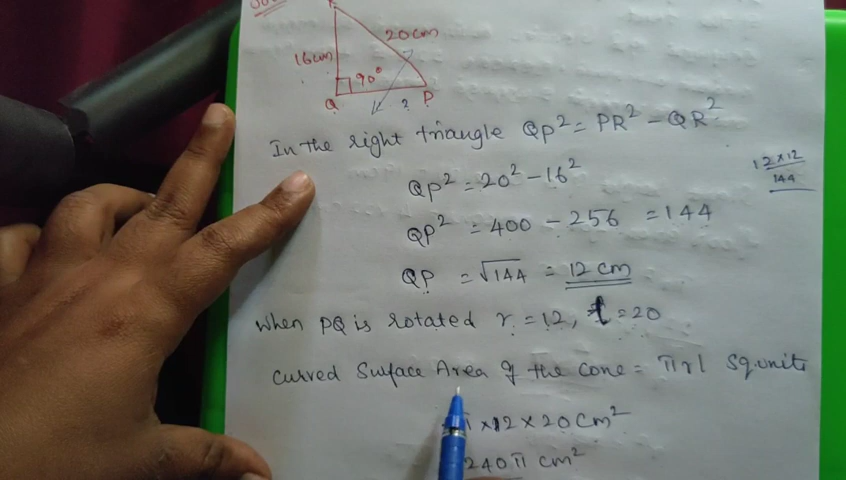 20cm
16cm
90°
Q ? P
In the right triangle QP² = PR² - QR²
12×12
144
QP² = 20² - 16²
QP² = 400 - 256 = 144
QP = √144 = 12 cm
When PQ is rotated r = 12, l = 20
Curved Surface Area of the cone = πrl Sq.units
π × 12 × 20 cm²
240π cm²